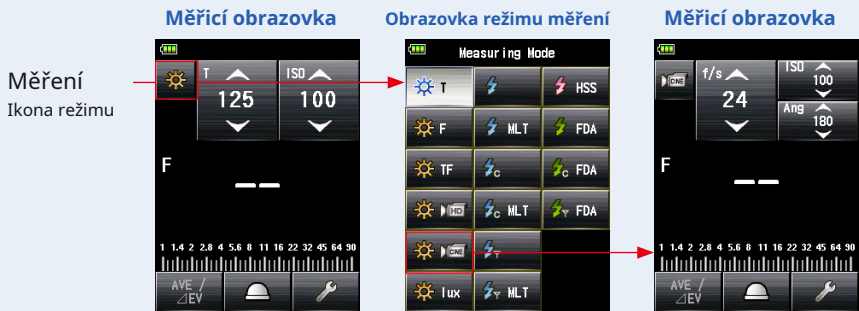 Měřicí obrazovka
Obrazovka režimu měření
Měřicí obrazovka
Měření
Ikona režimu
T
125
ISO
100
F
1 1.4 2 2.8 4 5.6 8 11 16 22 32 45 64 90
AVE /
⊿EV
Measuring Mode
T
HSS
F
MLT
FDA
TF
C
C FDA
HD
C MLT
T FDA
CINE
T
lux
T MLT
CINE
f/s
24
ISO
100
Ang
180
F
1 1.4 2 2.8 4 5.6 8 11 16 22 32 45 64 90
AVE /
⊿EV